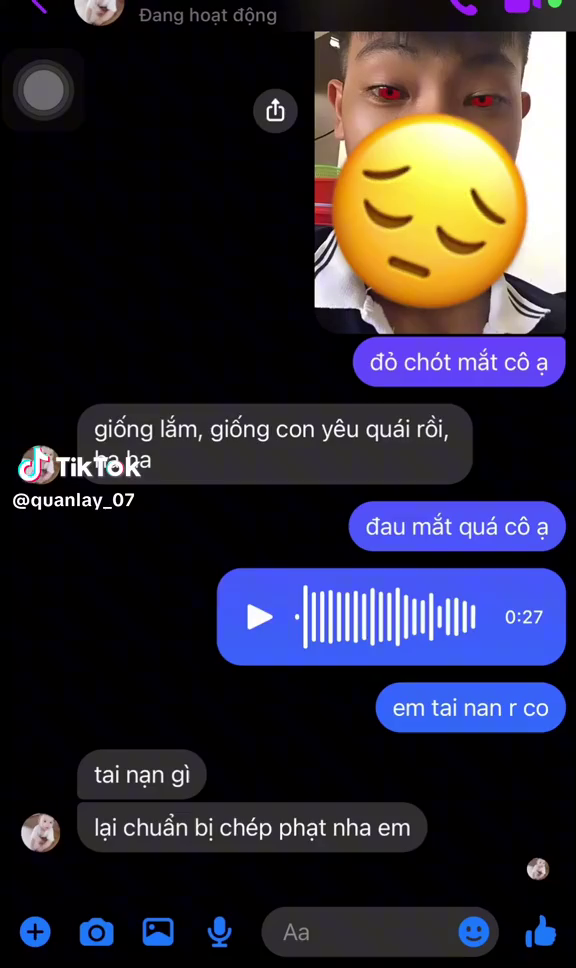 Đang hoạt động
đỏ chót mắt cô ạ
giống lắm, giống con yêu quái rồi,
ha ha
TikTok
@quanlay_07
đau mắt quá cô ạ
0:27
em tai nan r co
tai nạn gì
lại chuẩn bị chép phạt nha em
Aa